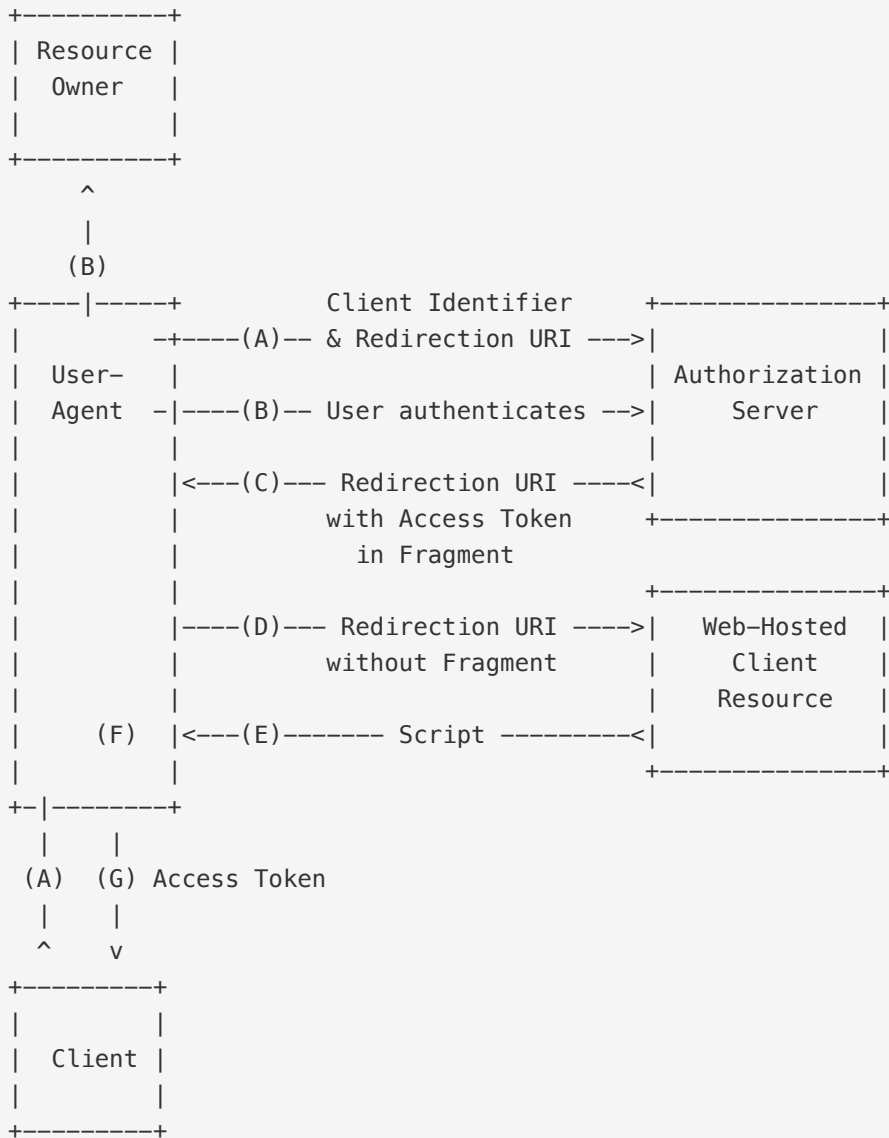 +----------+
| Resource |
|  Owner   |
|          |
+----------+
     ^
     |
    (B)
+----|-----+          Client Identifier     +---------------+
|         -+----(A)-- & Redirection URI --->|               |
|  User-   |                                | Authorization |
|  Agent  -|----(B)-- User authenticates -->|     Server    |
|          |                                |               |
|          |<---(C)--- Redirection URI ----<|               |
|          |          with Access Token     +---------------+
|          |            in Fragment
|          |                                +---------------+
|          |----(D)--- Redirection URI ---->|   Web-Hosted  |
|          |          without Fragment      |     Client    |
|          |                                |    Resource   |
|     (F)  |<---(E)------- Script ---------<|               |
|          |                                +---------------+
+-|--------+
  |    |
 (A)  (G) Access Token
  |    |
  ^    v
+---------+
|         |
|  Client |
|         |
+---------+